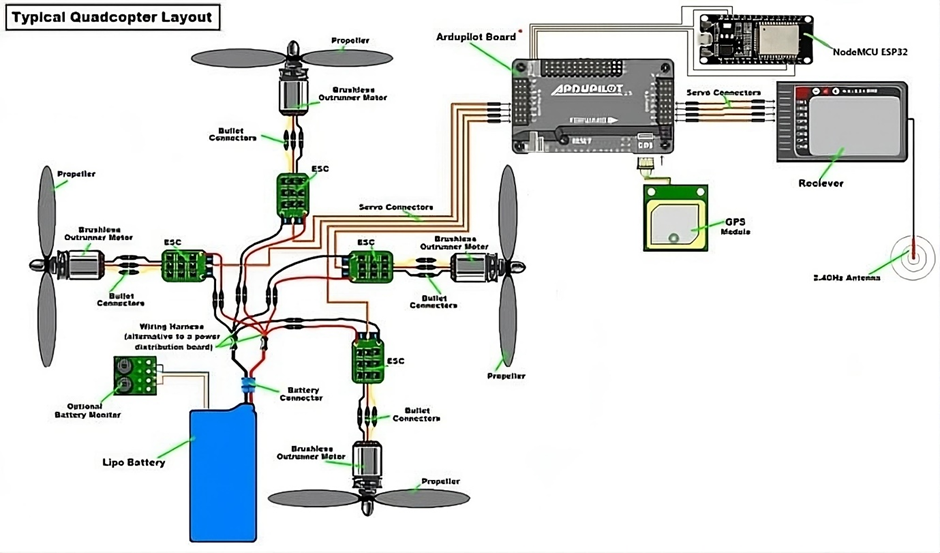 Typical Quadcopter Layout
Propeller
Ardupilot Board
NodeMCU ESP32
Brushless
Outrunner Motor
ARDUPILOT
Servo Connectors
Bullet
Connectors
FORWARD
RESET
GPS
ESC
Reciever
Propeller
Servo Connectors
GPS
Module
Brushless
Outrunner Motor
ESC
ESC
Brushless
Outrunner Motor
2.4GHz Antenna
Bullet
Connectors
Bullet
Connectors
Wiring Harness
(alternative to a power
distribution board)
ESC
Propeller
Optional
Battery Monitor
Battery
Connector
Bullet
Connectors
Lipo Battery
Brushless
Outrunner Motor
Propeller